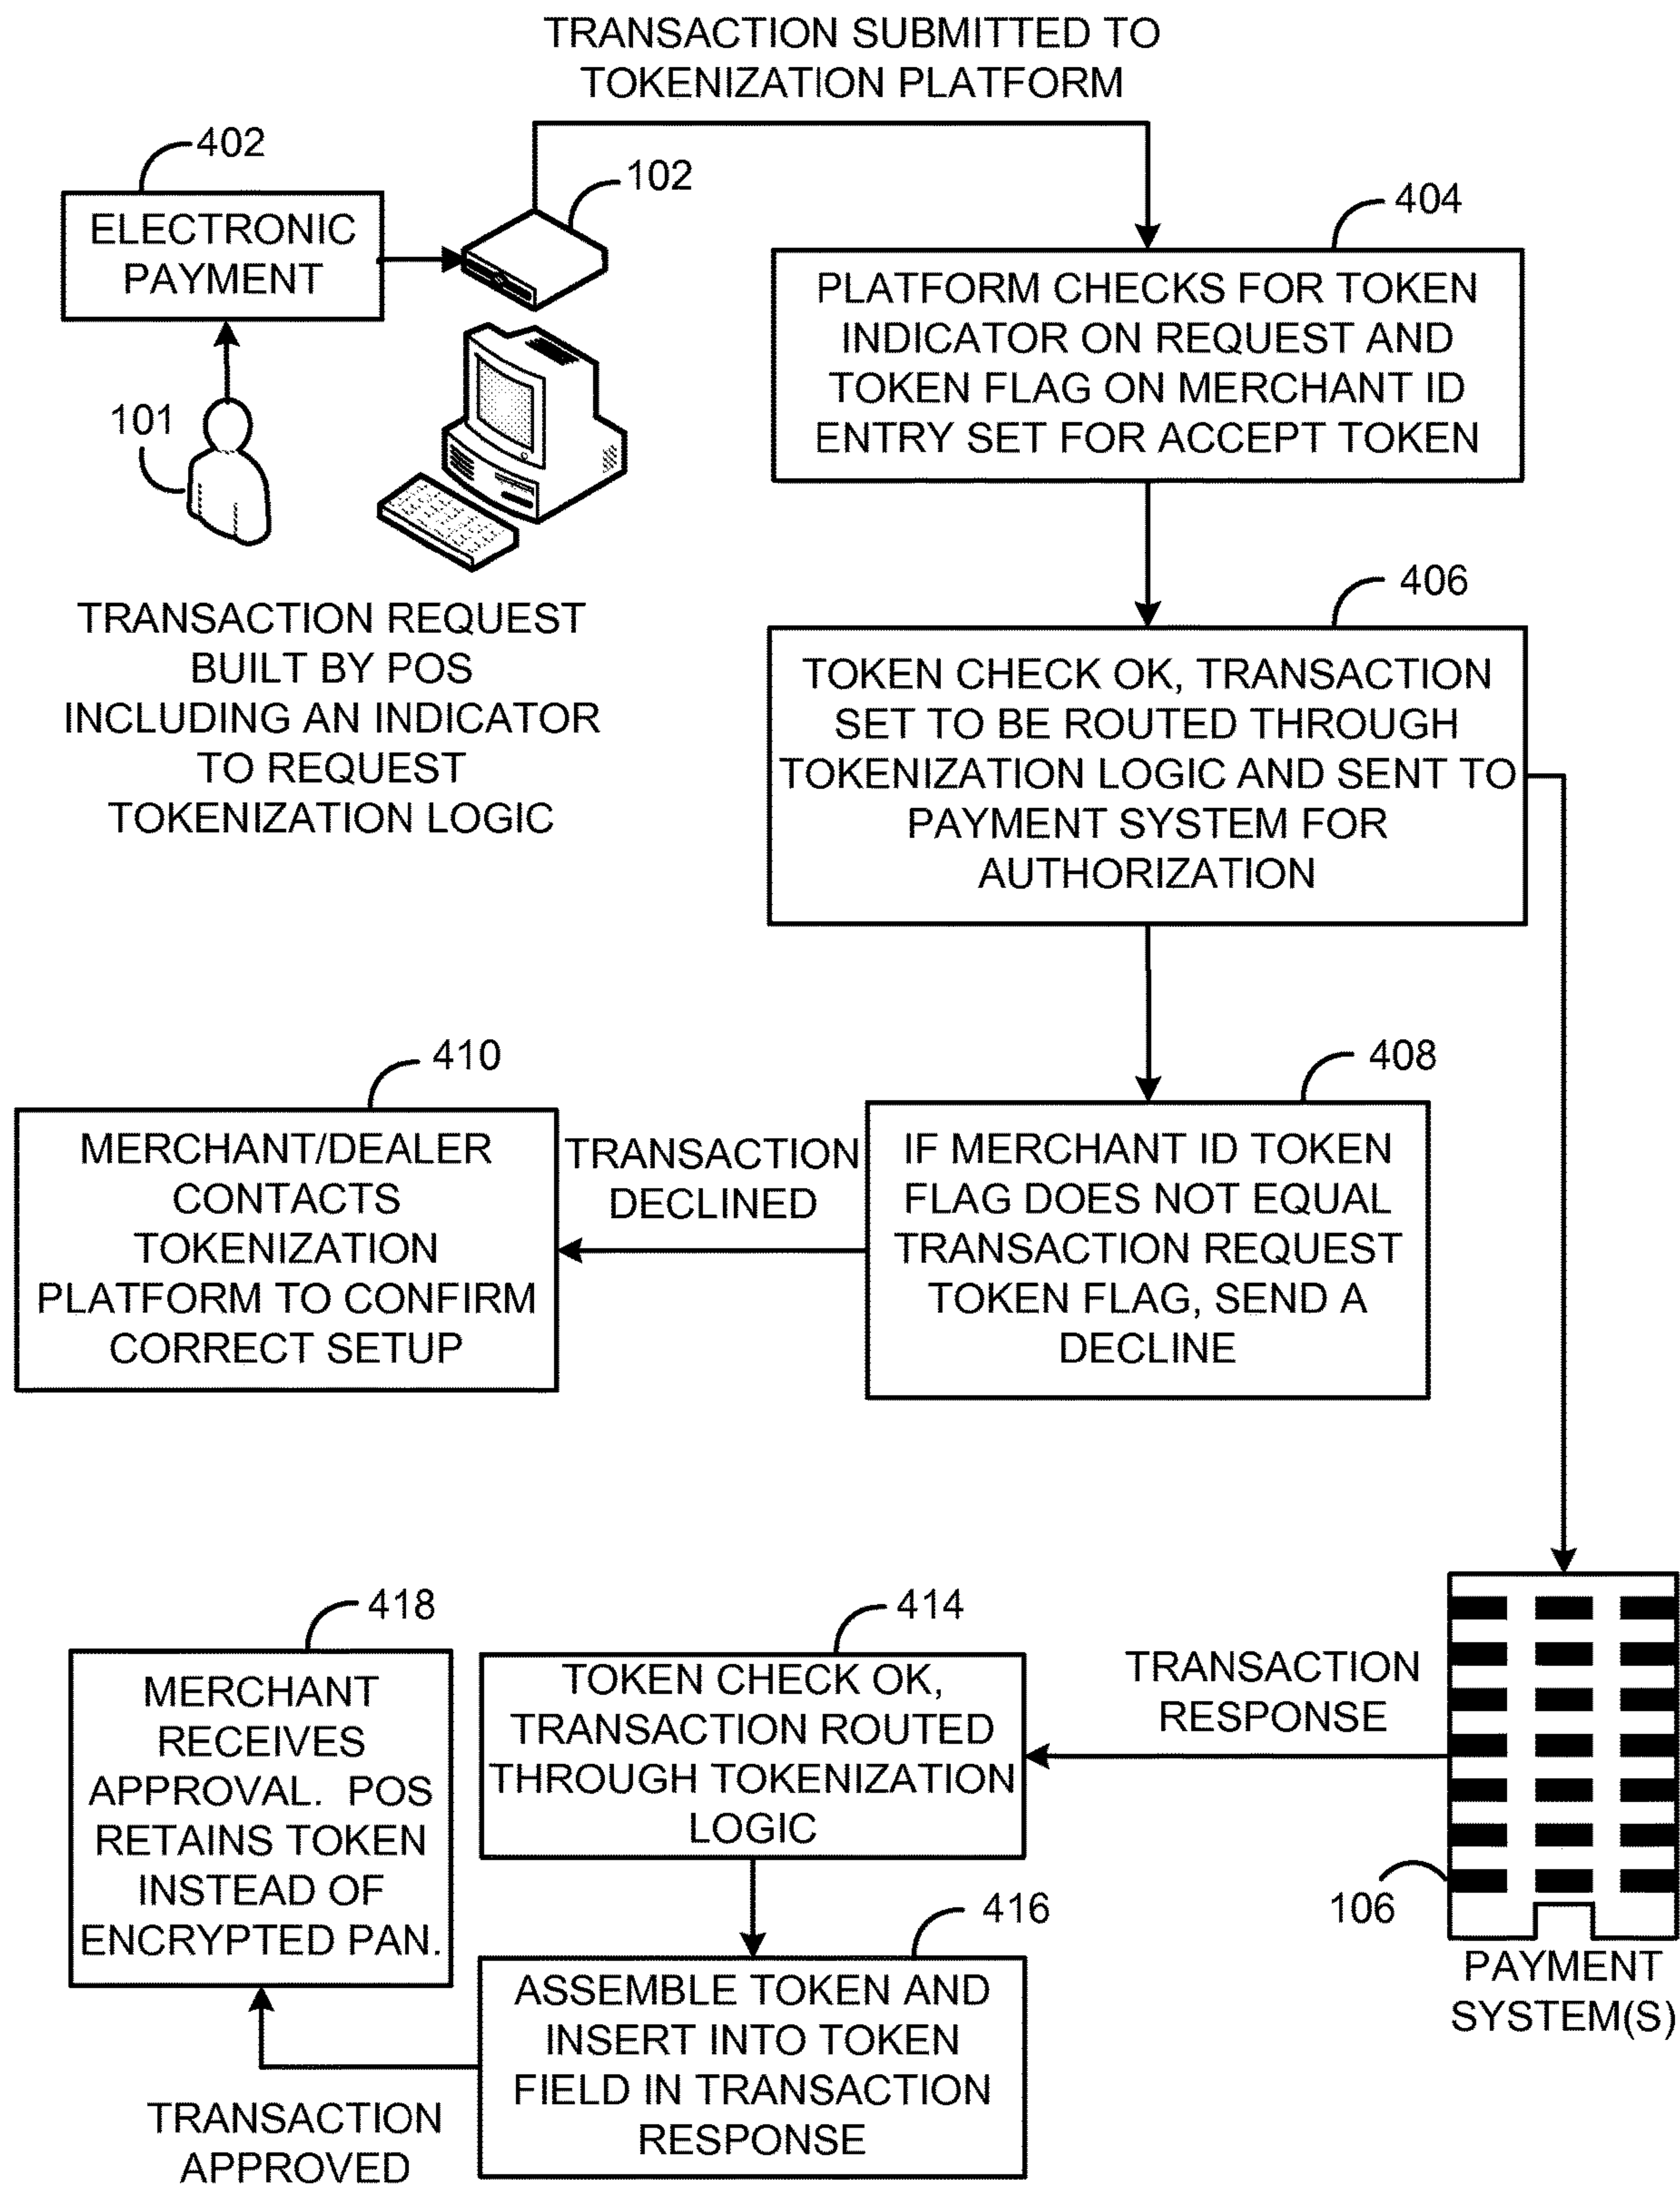 TRANSACTION SUBMITTED TO
TOKENIZATION PLATFORM
402
ELECTRONIC
PAYMENT
102
101
TRANSACTION REQUEST
BUILT BY POS
INCLUDING AN INDICATOR
TO REQUEST
TOKENIZATION LOGIC
404
PLATFORM CHECKS FOR TOKEN
INDICATOR ON REQUEST AND
TOKEN FLAG ON MERCHANT ID
ENTRY SET FOR ACCEPT TOKEN
406
TOKEN CHECK OK, TRANSACTION
SET TO BE ROUTED THROUGH
TOKENIZATION LOGIC AND SENT TO
PAYMENT SYSTEM FOR
AUTHORIZATION
408
IF MERCHANT ID TOKEN
FLAG DOES NOT EQUAL
TRANSACTION REQUEST
TOKEN FLAG, SEND A
DECLINE
TRANSACTION
DECLINED
410
MERCHANT/DEALER
CONTACTS
TOKENIZATION
PLATFORM TO CONFIRM
CORRECT SETUP
106
PAYMENT
SYSTEM(S)
TRANSACTION
RESPONSE
414
TOKEN CHECK OK,
TRANSACTION ROUTED
THROUGH TOKENIZATION
LOGIC
416
ASSEMBLE TOKEN AND
INSERT INTO TOKEN
FIELD IN TRANSACTION
RESPONSE
TRANSACTION
APPROVED
418
MERCHANT
RECEIVES
APPROVAL. POS
RETAINS TOKEN
INSTEAD OF
ENCRYPTED PAN.